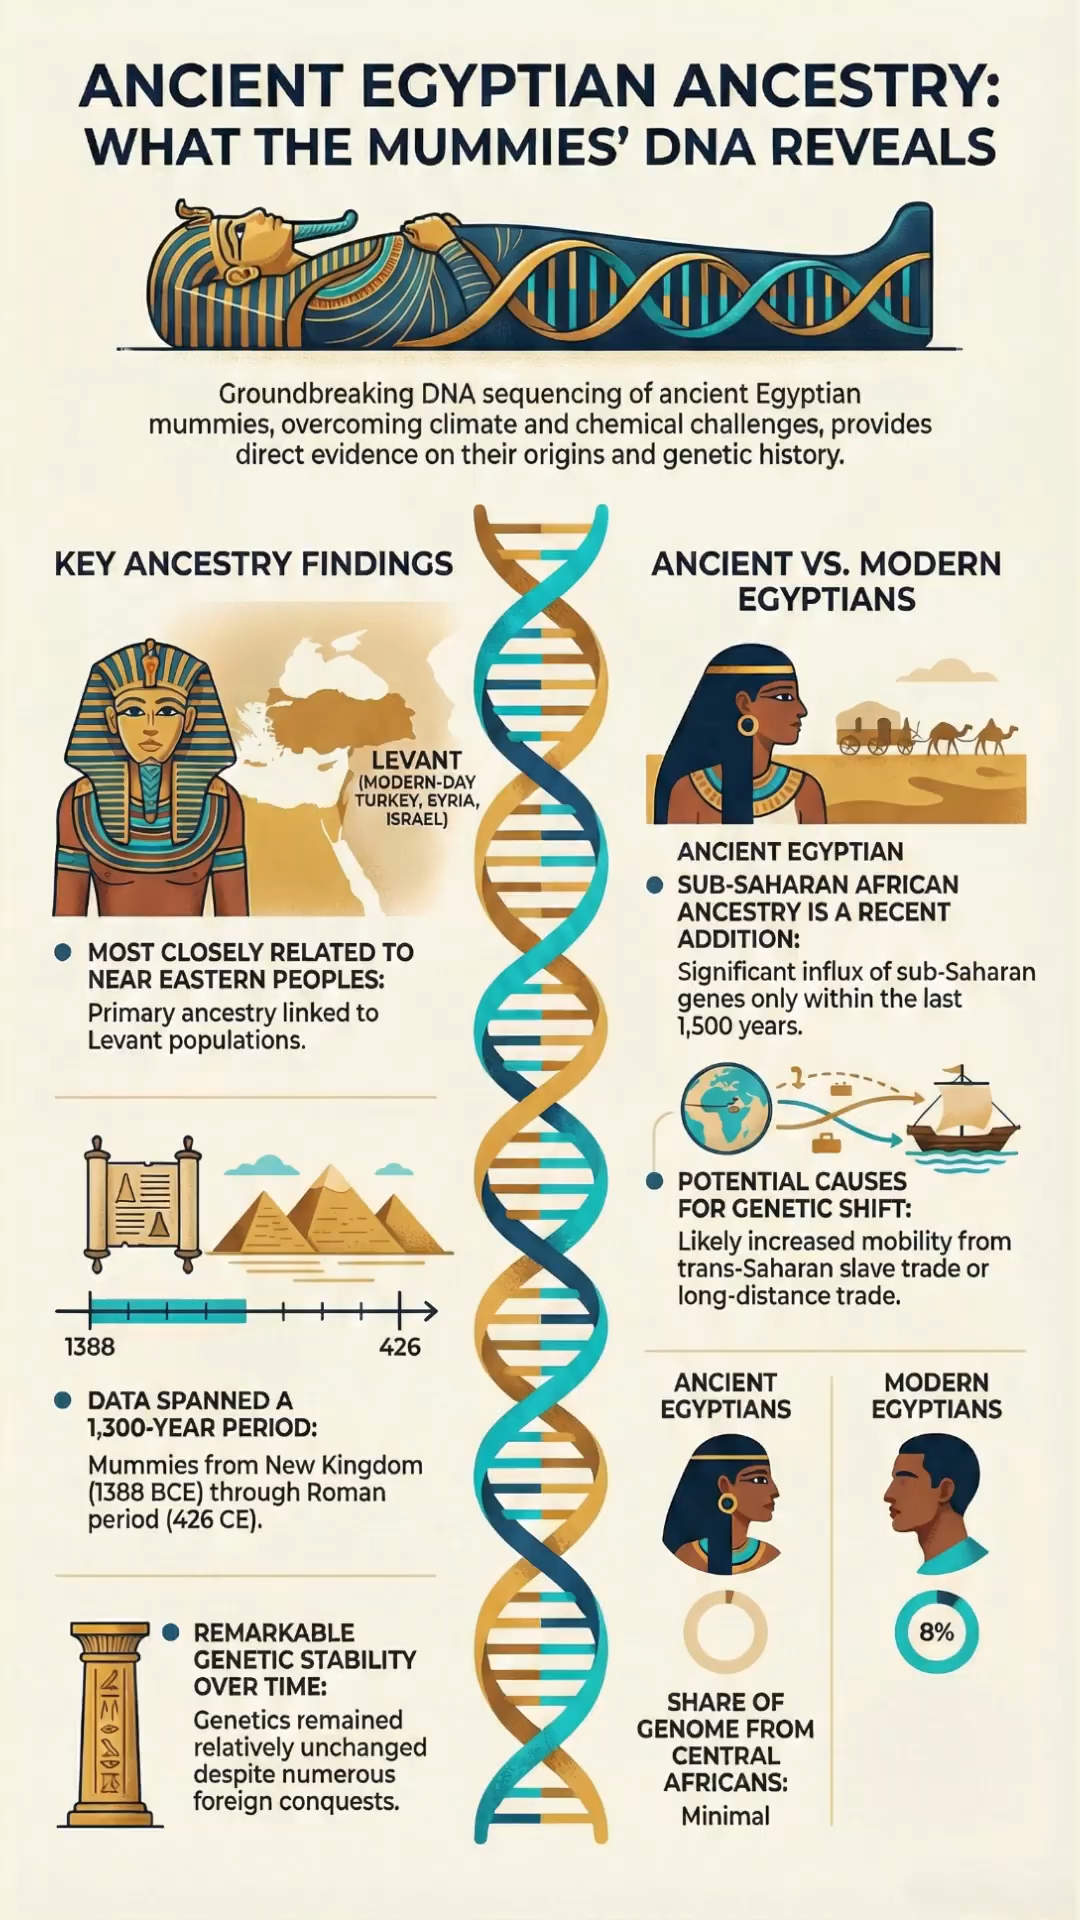 ANCIENT EGYPTIAN ANCESTRY:
WHAT THE MUMMIES' DNA REVEALS
Groundbreaking DNA sequencing of ancient Egyptian
mummies, overcoming climate and chemical challenges, provides
direct evidence on their origins and genetic history.
KEY ANCESTRY FINDINGS
LEVANT
(MODERN-DAY
TURKEY, EYRIA,
ISRAEL)
MOST CLOSELY RELATED TO
NEAR EASTERN PEOPLES:
Primary ancestry linked to
Levant populations.
1388
426
DATA SPANNED A
1,300-YEAR PERIOD:
Mummies from New Kingdom
(1388 BCE) through Roman
period (426 CE).
REMARKABLE
GENETIC STABILITY
OVER TIME:
Genetics remained
relatively unchanged
despite numerous
foreign conquests.
ANCIENT VS. MODERN
EGYPTIANS
ANCIENT EGYPTIAN
SUB-SAHARAN AFRICAN
ANCESTRY IS A RECENT
ADDITION:
Significant influx of sub-Saharan
genes only within the last
1,500 years.
POTENTIAL CAUSES
FOR GENETIC SHIFT:
Likely increased mobility from
trans-Saharan slave trade or
long-distance trade.
ANCIENT
EGYPTIANS
SHARE OF
GENOME FROM
CENTRAL
AFRICANS:
Minimal
MODERN
EGYPTIANS
8%